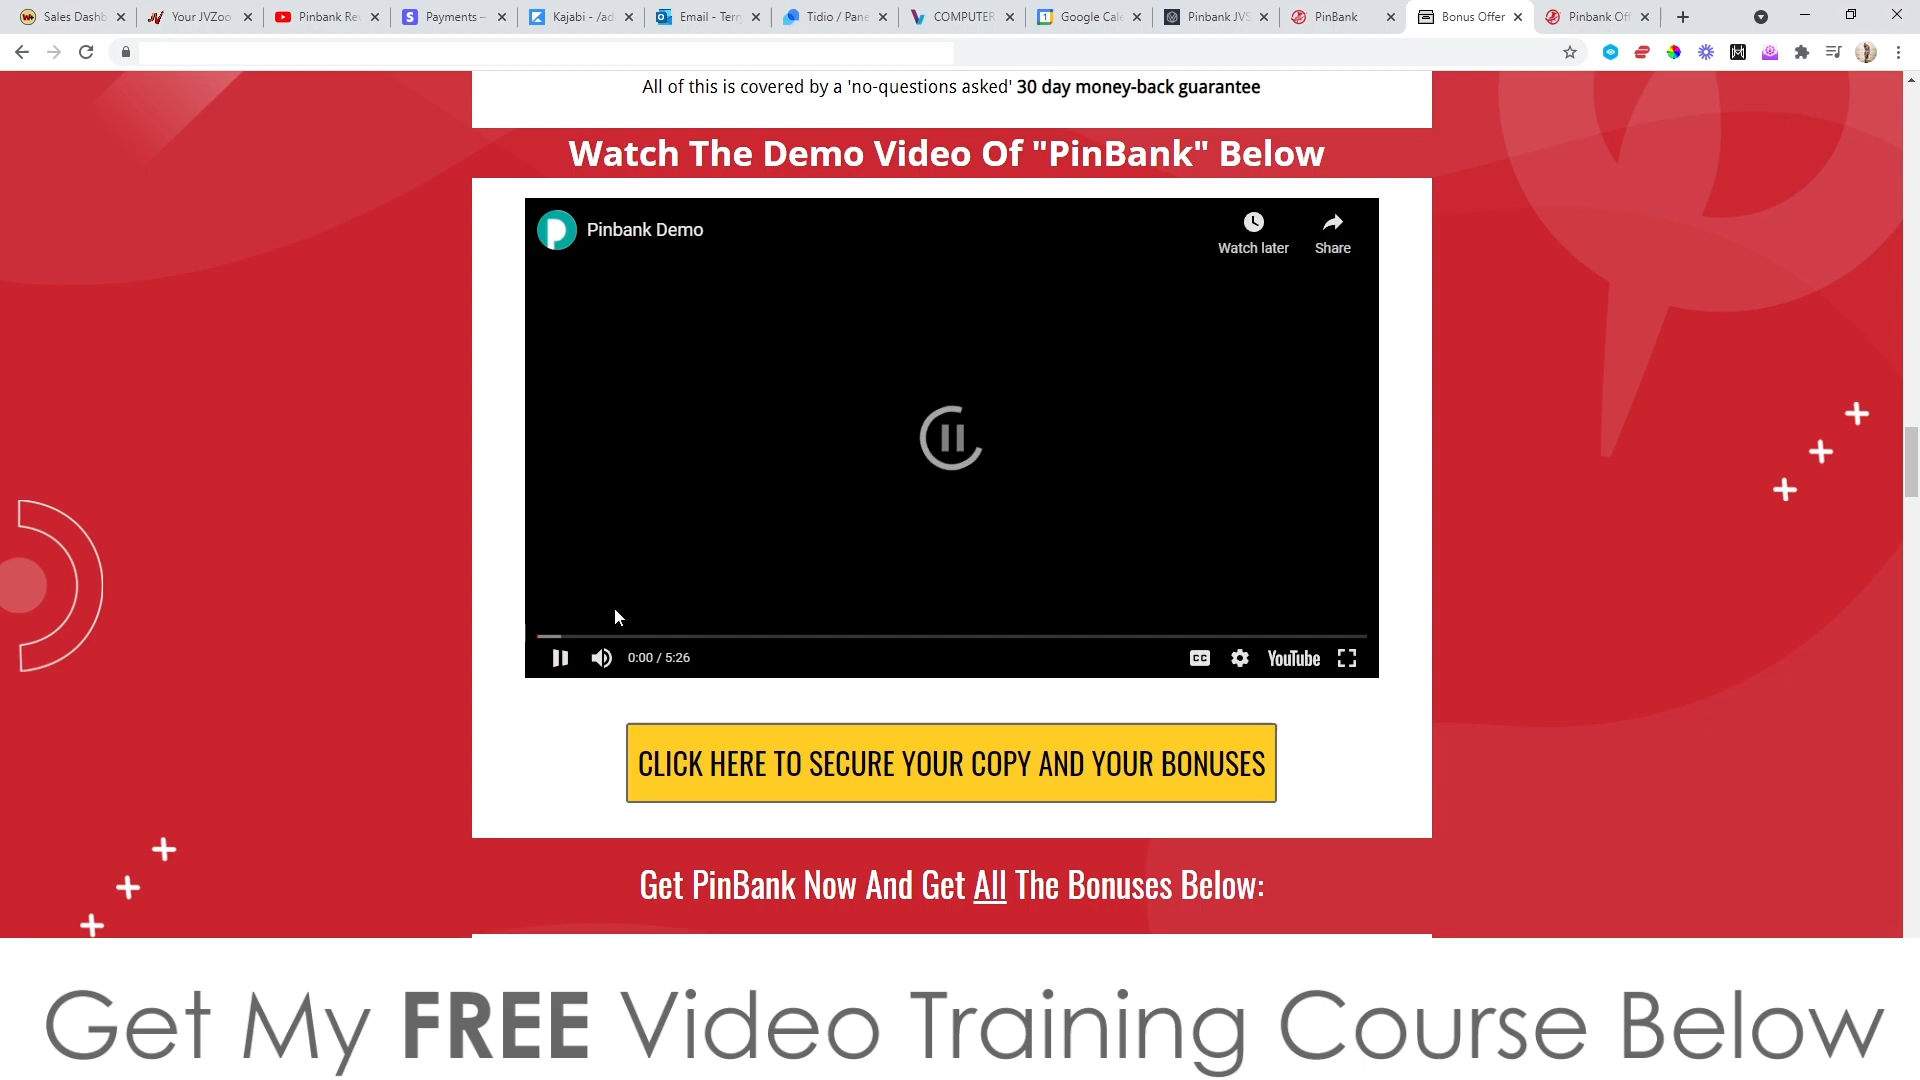 Sales Dashb
Your JVZoo
Pinbank Rev
Payments –
Kajabi - /ad
Email - Terry
Tidio / Pane
COMPUTER
Google Cale
Pinbank JVS
PinBank
Bonus Offer
Pinbank Off
All of this is covered by a 'no-questions asked' 30 day money-back guarantee
Watch The Demo Video Of "PinBank" Below
Pinbank Demo
Watch later
Share
0:00 / 5:26
CC
YouTube
CLICK HERE TO SECURE YOUR COPY AND YOUR BONUSES
Get PinBank Now And Get All The Bonuses Below:
Get My FREE Video Training Course Below